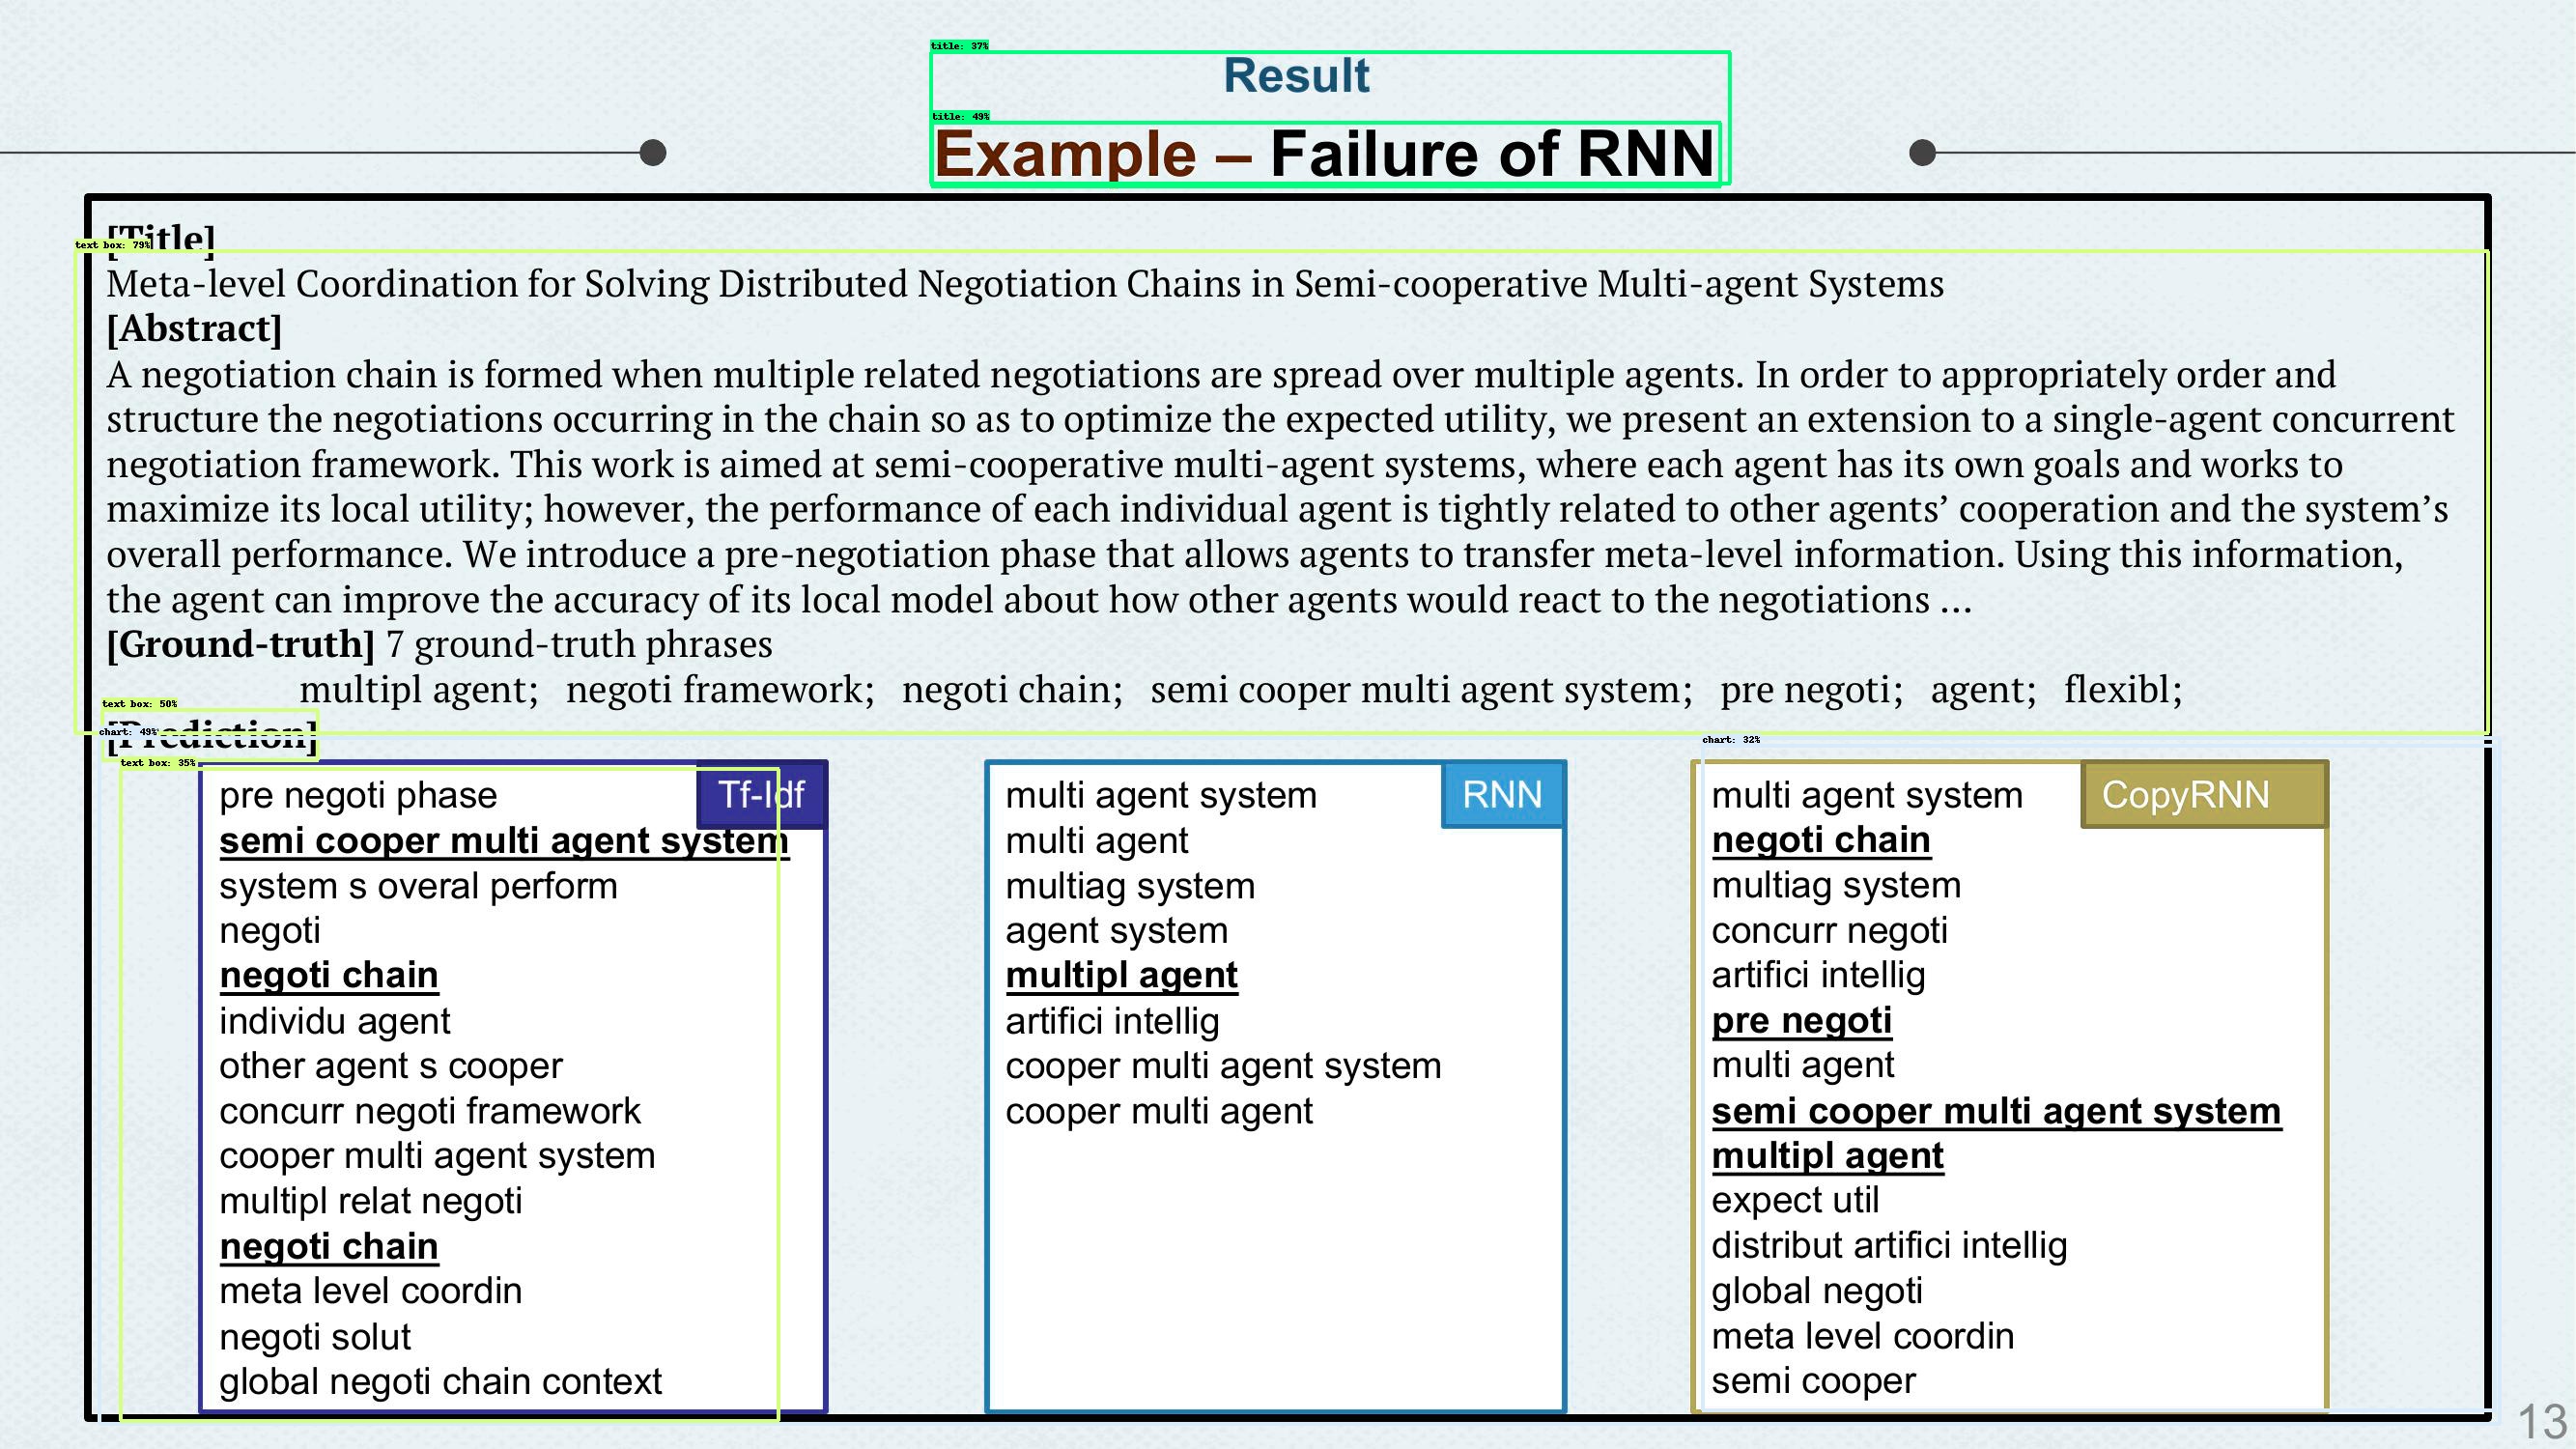 title: 37%
Result
title: 49%
Example – Failure of RNN
[Title]
text box: 79%
Meta-level Coordination for Solving Distributed Negotiation Chains in Semi-cooperative Multi-agent Systems
[Abstract]
A negotiation chain is formed when multiple related negotiations are spread over multiple agents. In order to appropriately order and
structure the negotiations occurring in the chain so as to optimize the expected utility, we present an extension to a single-agent concurrent
negotiation framework. This work is aimed at semi-cooperative multi-agent systems, where each agent has its own goals and works to
maximize its local utility; however, the performance of each individual agent is tightly related to other agents’ cooperation and the system’s
overall performance. We introduce a pre-negotiation phase that allows agents to transfer meta-level information. Using this information,
the agent can improve the accuracy of its local model about how other agents would react to the negotiations ...
[Ground-truth] 7 ground-truth phrases
multipl agent; negoti framework; negoti chain; semi cooper multi agent system; pre negoti; agent; flexibl;
text box: 50%
[Prediction]
chart: 49%
chart: 32%
text box: 35%
Tf-Idf
pre negoti phase
semi cooper multi agent system
system s overal perform
negoti
negoti chain
individu agent
other agent s cooper
concurr negoti framework
cooper multi agent system
multipl relat negoti
negoti chain
meta level coordin
negoti solut
global negoti chain context
RNN
multi agent system
multi agent
multiag system
agent system
multipl agent
artifici intellig
cooper multi agent system
cooper multi agent
CopyRNN
multi agent system
negoti chain
multiag system
concurr negoti
artifici intellig
pre negoti
multi agent
semi cooper multi agent system
multipl agent
expect util
distribut artifici intellig
global negoti
meta level coordin
semi cooper
13